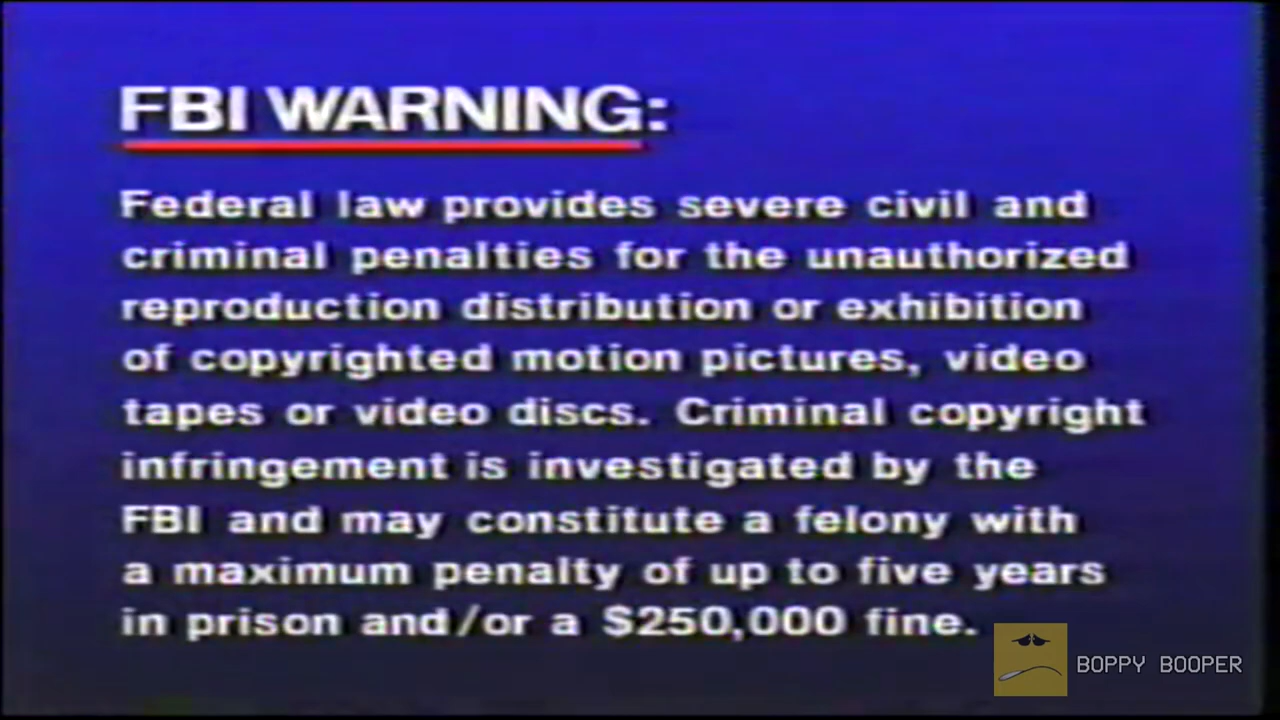 FBI WARNING:
Federal law provides severe civil and
criminal penalties for the unauthorized
reproduction distribution or exhibition
of copyrighted motion pictures, video
tapes or video discs. Criminal copyright
infringement is investigated by the
FBI and may constitute a felony with
a maximum penalty of up to five years
in prison and/or a $250,000 fine.
BOPPY BOOPER